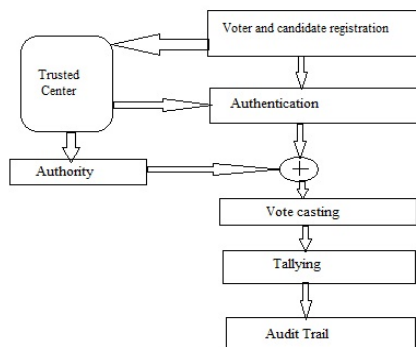 Voter and candidate registration
Trusted
Center
Authentication
Authority
+
Vote casting
Tallying
Audit Trail